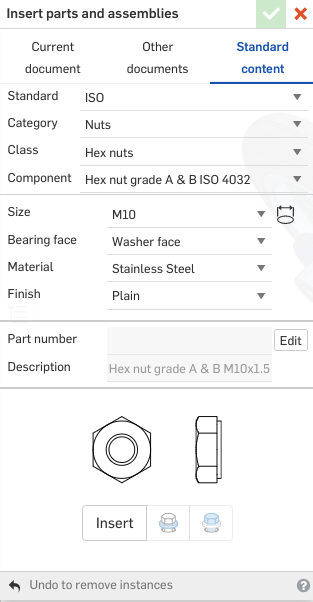 Insert parts and assemblies
Current document
Other documents
Standard content
Standard ISO
Category Nuts
Class Hex nuts
Component Hex nut grade A & B ISO 4032
Size M10
Bearing face Washer face
Material Stainless Steel
Finish Plain
Part number Edit
Description Hex nut grade A & B M10x1.5
Insert
Undo to remove instances ?